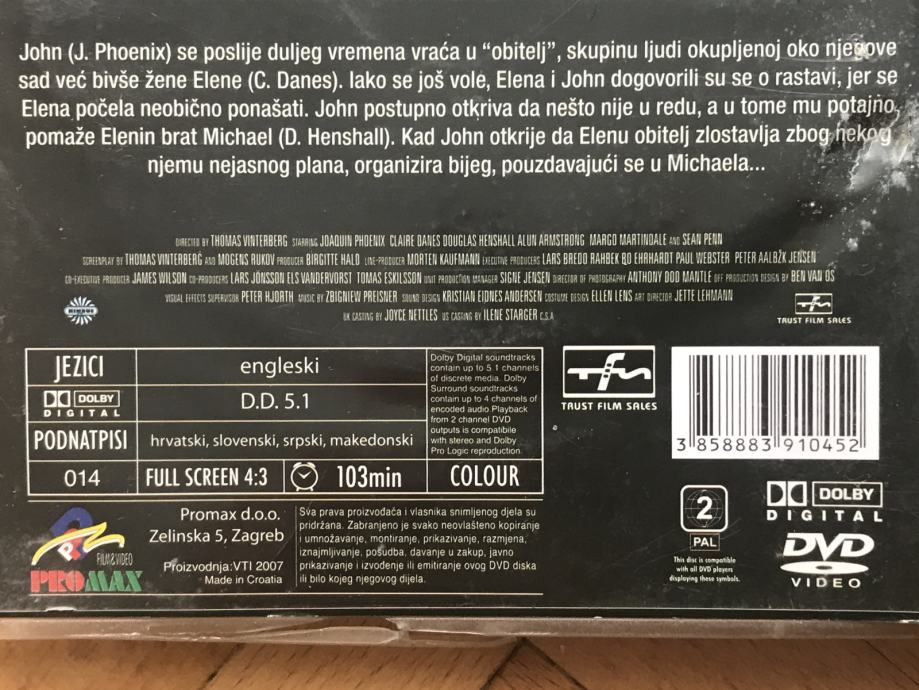 John (J. Phoenix) se poslije duljeg vremena vraća u “obitelj”, skupinu ljudi okupljenoj oko njegove
sad već bivše žene Elene (C. Danes). Iako se još vole, Elena i John dogovorili su se o rastavi, jer se
Elena počela neobično ponašati. John postupno otkriva da nešto nije u redu, a u tome mu potajno,
pomaže Elenin brat Michael (D. Henshall). Kad John otkrije da Elenu obitelj zlostavlja zbog nekog
njemu nejasnog plana, organizira bijeg, pouzdavajući se u Michaela...
DIRECTED BY THOMAS VINTERBERG STARRING JOAQUIN PHOENIX CLAIRE DANES DOUGLAS HENSHALL ALUN ARMSTRONG MARGO MARTINDALE AND SEAN PENN
SCREENPLAY BY THOMAS VINTERBERG AND MOGENS RUKOV PRODUCER BIRGITTE HALD LINE-PRODUCER MORTEN KAUFMANN EXECUTIVE PRODUCERS LARS BREDO RAHBEK BO EHRHARDT PAUL WEBSTER PETER AALBÆK JENSEN
CO-EXECUTIVE PRODUCER JAMES WILSON CO-PRODUCERS LARS JÖNSSON ELS VANDERVORST TOMAS ESKILSSON UNIT PRODUCTION MANAGER SIGNE JENSEN DIRECTOR OF PHOTOGRAPHY ANTHONY DOD MANTLE DFF PRODUCTION DESIGN BY BEN VAN OS
VISUAL EFFECTS SUPERVISOR PETER HJORTH MUSIC BY ZBIGNIEW PREISNER SOUND DESIGN KRISTIAN EIDNES ANDERSEN COSTUME DESIGN ELLEN LENS ART DIRECTOR JETTE LEHMANN
UK CASTING BY JOYCE NETTLES US CASTING BY ILENE STARGER C.S.A
NIMBUS
tfs
TRUST FILM SALES
JEZICI
engleski
DOLBY
DIGITAL
D.D. 5.1
PODNATPISI
hrvatski, slovenski, srpski, makedonski
Dolby Digital soundtracks
contain up to 5.1 channels
of discrete media. Dolby
Surround soundtracks
contain up to 4 channels of
encoded audio Playback
from 2 channel DVD
outputs is compatible
with stereo and Dolby
Pro Logic reproduction.
014
FULL SCREEN 4:3
103min
COLOUR
tfs
TRUST FILM SALES
3 858883 910452
FILM&VIDEO
PROMAX
Promax d.o.o.
Zelinska 5, Zagreb
Proizvodnja:VTI 2007
Made in Croatia
Sva prava proizvođača i vlasnika snimljenog djela su
pridržana. Zabranjeno je svako neovlašteno kopiranje
i umnožavanje, montiranje, prikazivanje, razmjena,
iznajmljivanje, posudba, davanje u zakup, javno
prikazivanje i izvođenje ili emitiranje ovog DVD diska
ili bilo kojeg njegovog dijela.
2
PAL
This disc is compatible
with all DVD players
displaying these symbols.
DOLBY
DIGITAL
DVD
VIDEO